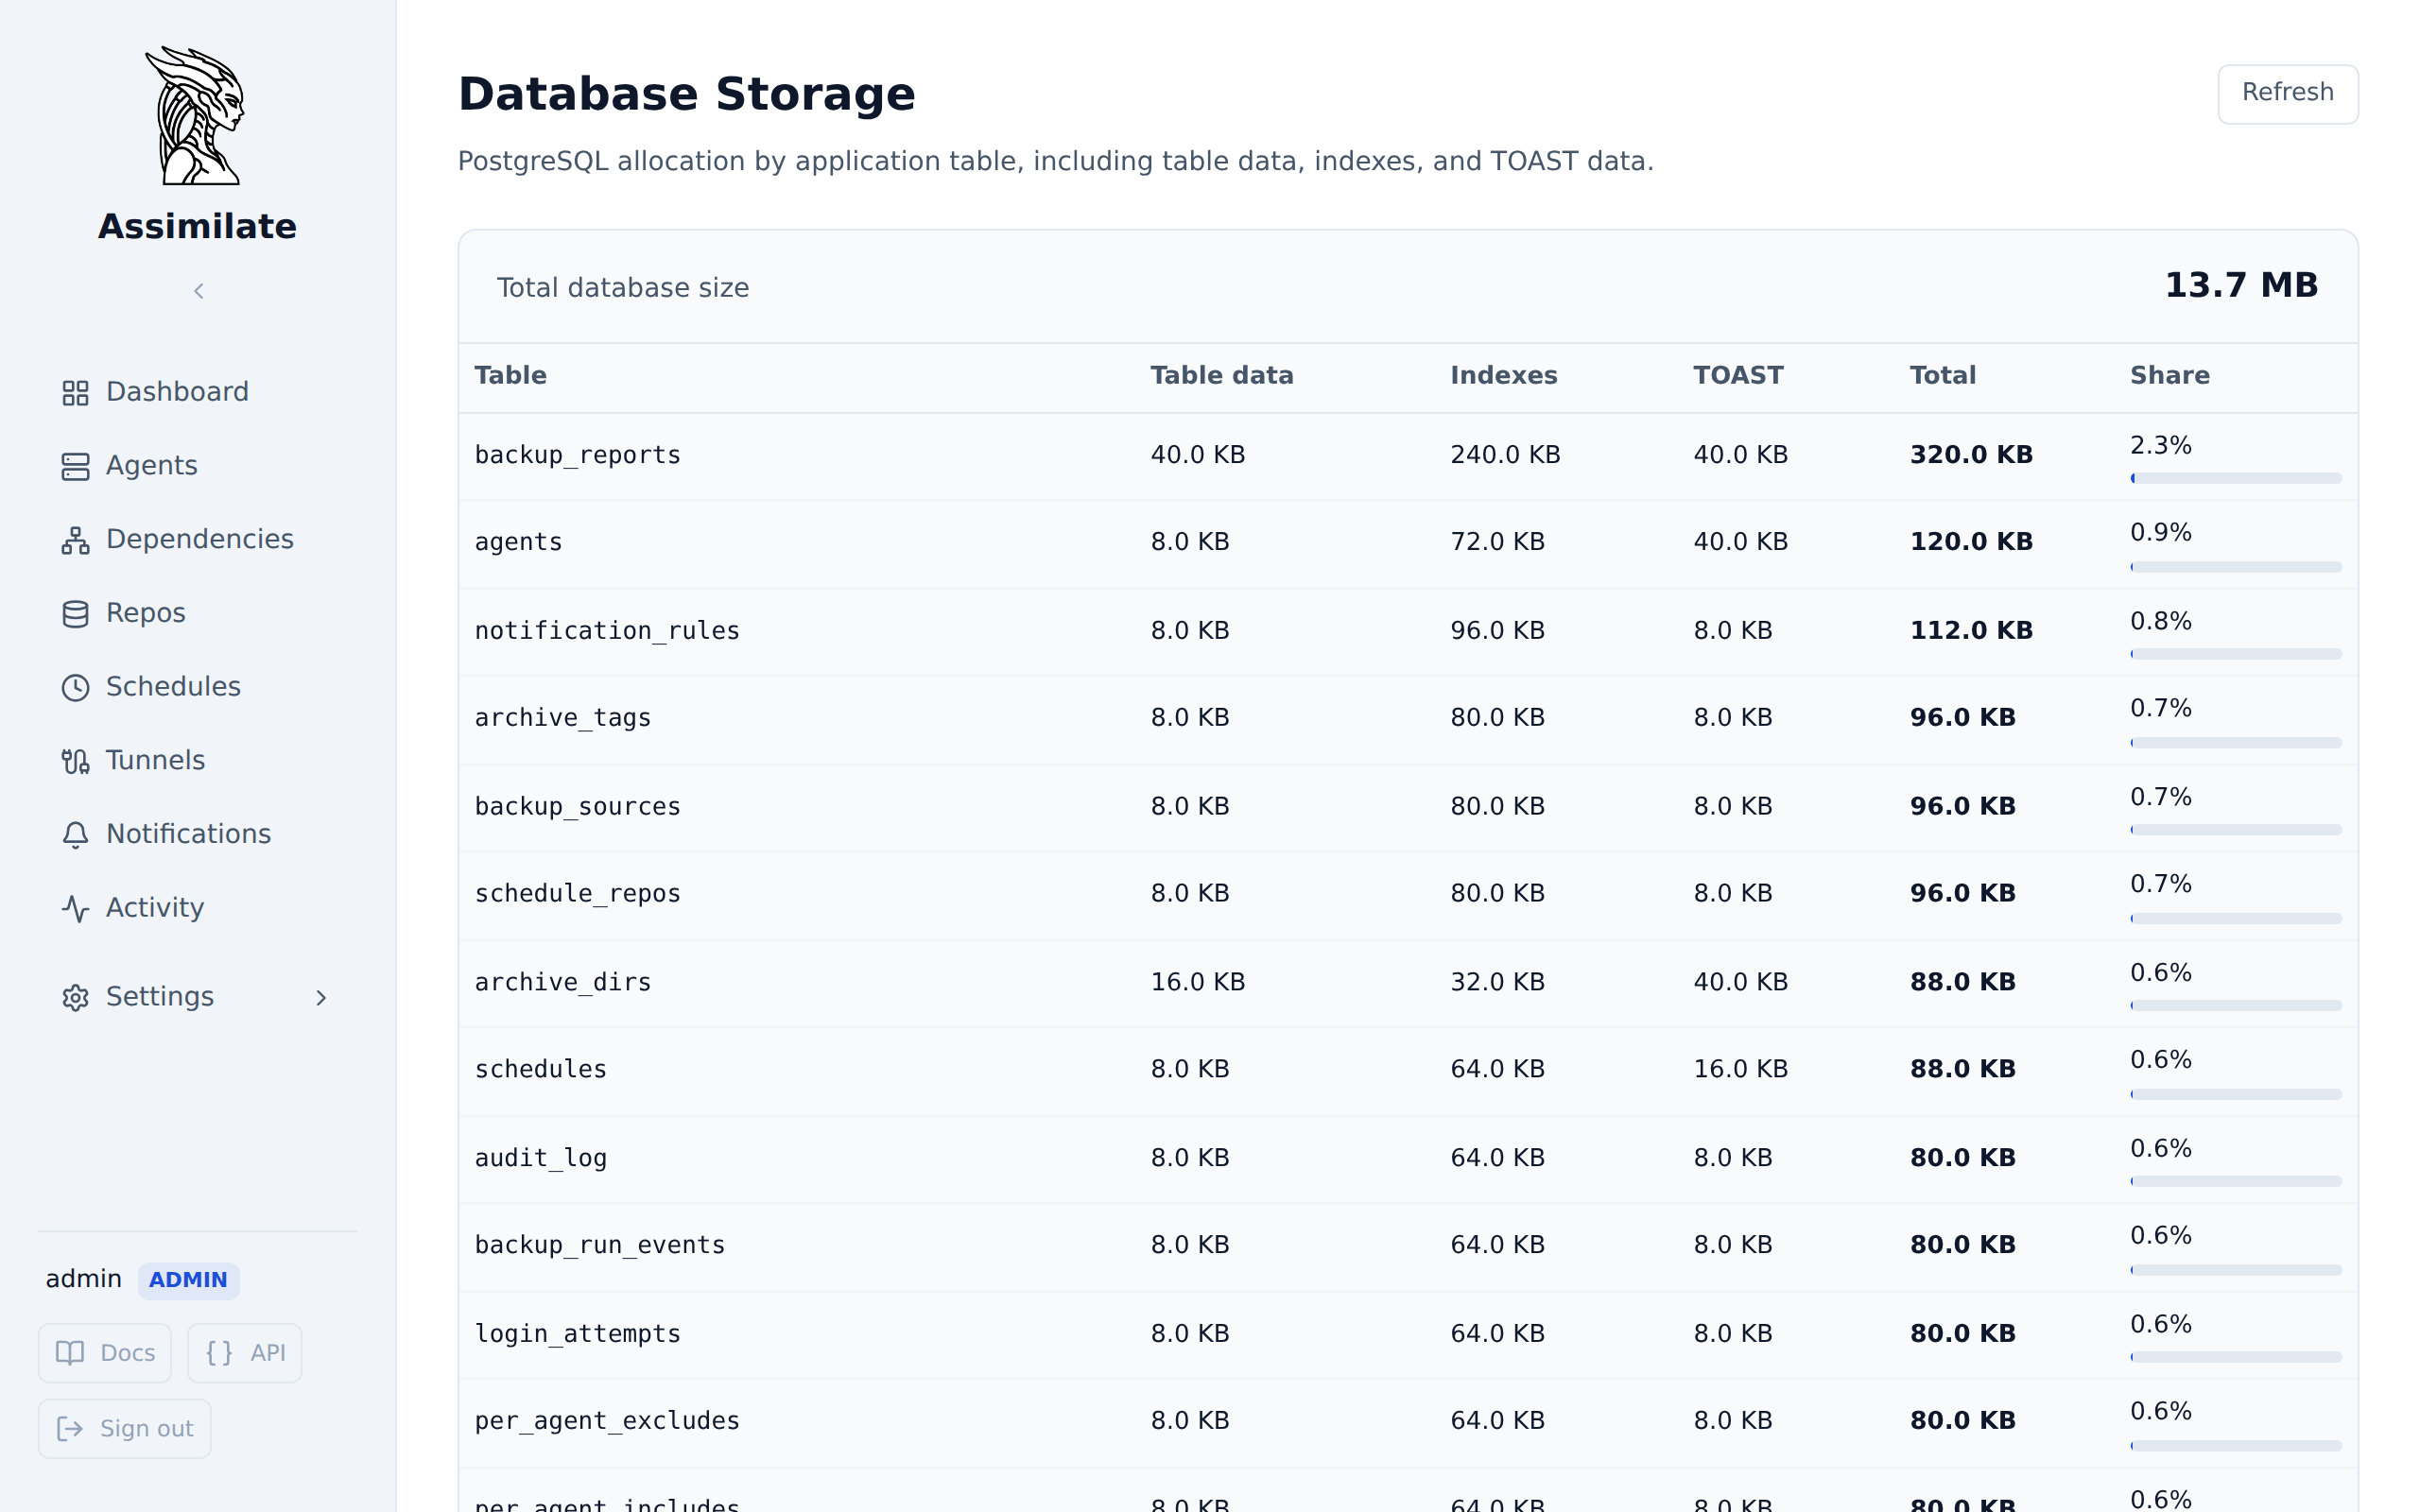 Assimilate
Dashboard
Agents
Dependencies
Repos
Schedules
Tunnels
Notifications
Activity
Settings
admin ADMIN
Docs {} API
Sign out
Database Storage
Refresh
PostgreSQL allocation by application table, including table data, indexes, and TOAST data.
Total database size 13.7 MB
Table Table data Indexes TOAST Total Share
backup_reports 40.0 KB 240.0 KB 40.0 KB 320.0 KB 2.3%
agents 8.0 KB 72.0 KB 40.0 KB 120.0 KB 0.9%
notification_rules 8.0 KB 96.0 KB 8.0 KB 112.0 KB 0.8%
archive_tags 8.0 KB 80.0 KB 8.0 KB 96.0 KB 0.7%
backup_sources 8.0 KB 80.0 KB 8.0 KB 96.0 KB 0.7%
schedule_repos 8.0 KB 80.0 KB 8.0 KB 96.0 KB 0.7%
archive_dirs 16.0 KB 32.0 KB 40.0 KB 88.0 KB 0.6%
schedules 8.0 KB 64.0 KB 16.0 KB 88.0 KB 0.6%
audit_log 8.0 KB 64.0 KB 8.0 KB 80.0 KB 0.6%
backup_run_events 8.0 KB 64.0 KB 8.0 KB 80.0 KB 0.6%
login_attempts 8.0 KB 64.0 KB 8.0 KB 80.0 KB 0.6%
per_agent_excludes 8.0 KB 64.0 KB 8.0 KB 80.0 KB 0.6%
per_agent_includes 8.0 KB 64.0 KB 8.0 KB 80.0 KB 0.6%